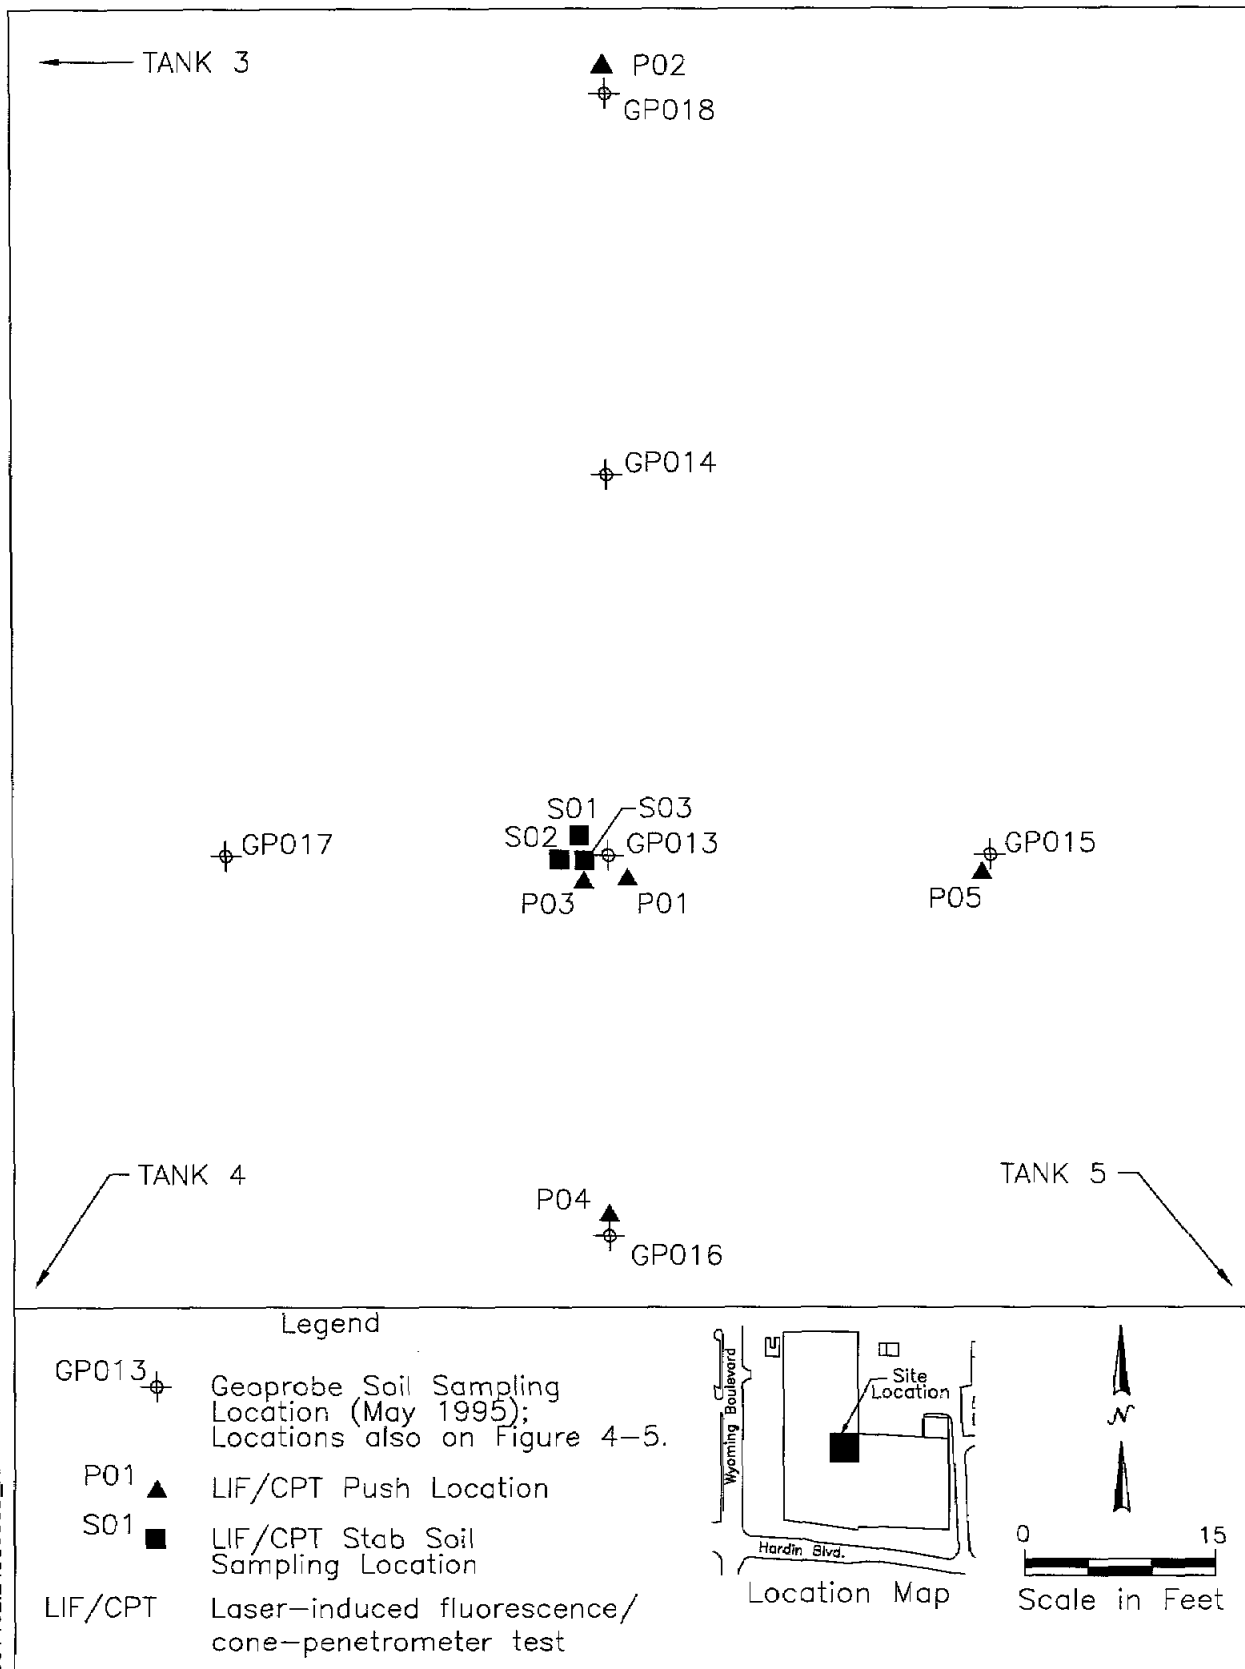 TANK 3
P02
GP018
GP014
S01
S03
S02
GP013
GP017
GP015
P03
P01
P05
TANK 4
TANK 5
P04
GP016
Legend
GP013
Geoprobe Soil Sampling
Location (May 1995);
Locations also on Figure 4-5.
P01
LIF/CPT Push Location
S01
LIF/CPT Stab Soil
Sampling Location
LIF/CPT
Laser-induced fluorescence/
cone-penetrometer test
Wyoming Boulevard
Site
Location
Hardin Blvd.
Location Map
N
0 15
Scale in Feet